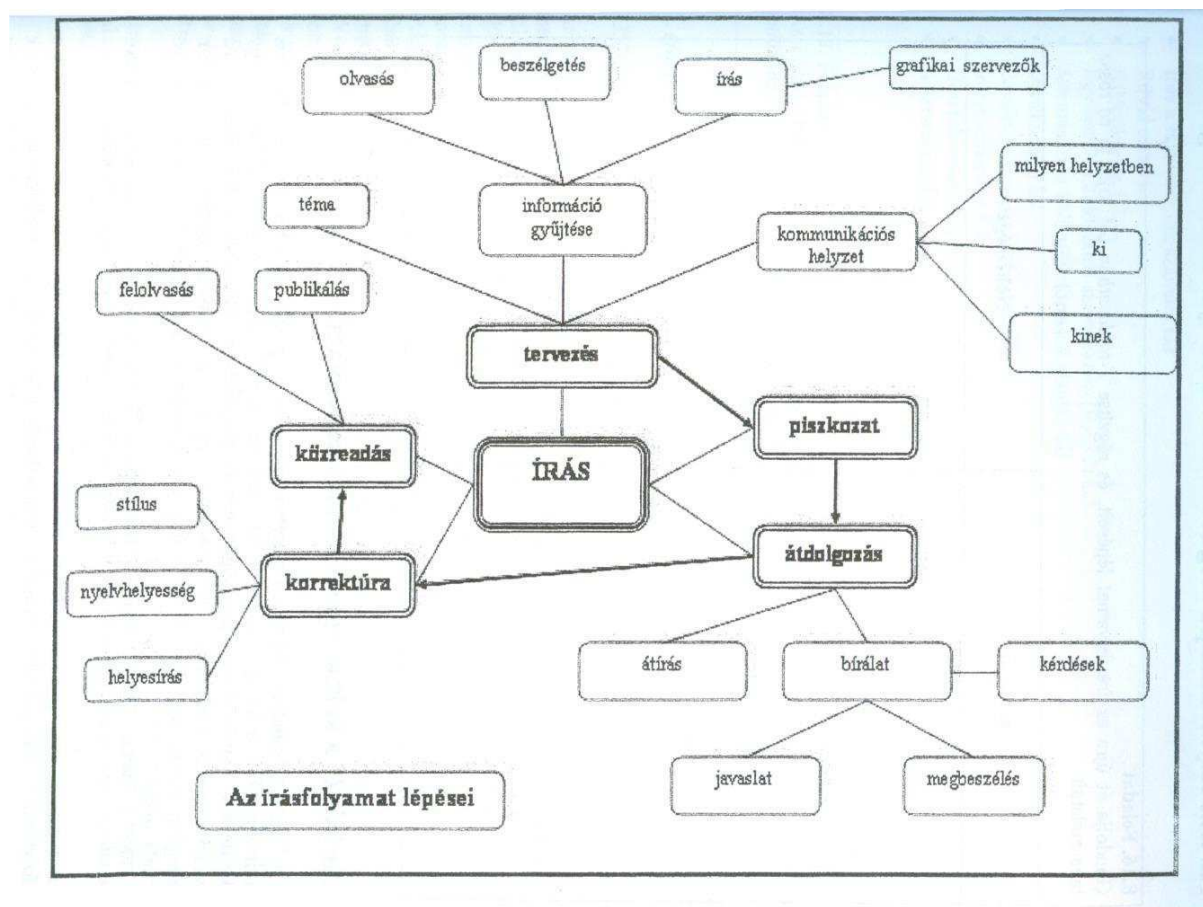 olvasás
beszélgetés
írás
grafikai szervezők
milyen helyzetben
téma
információ
gyűjtése
kommunikációs
helyzet
ki
felolvasás
publikálás
kinek
tervezés
piszkozat
közreadás
ÍRÁS
stílus
átdolgozás
nyelvhelyesség
korrektúra
helyesírás
átírás
bírálat
kérdések
javaslat
megbeszélés
Az írásfolyamat lépései